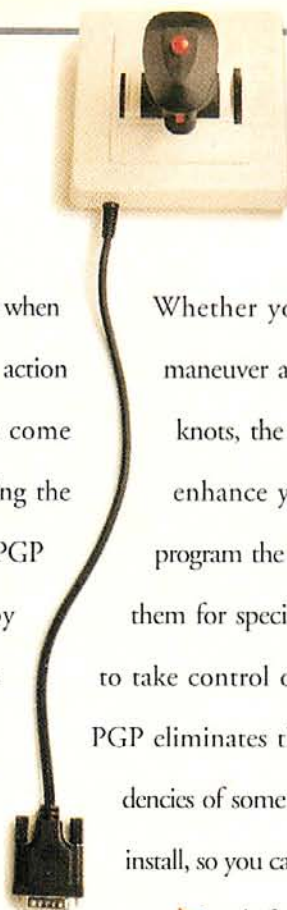 when
action
come
ng the
PGP
by
Whether yo
maneuver a
knots, the
enhance y
program the
them for speci
to take control o
PGP eliminates t
dencies of some
install, so you ca